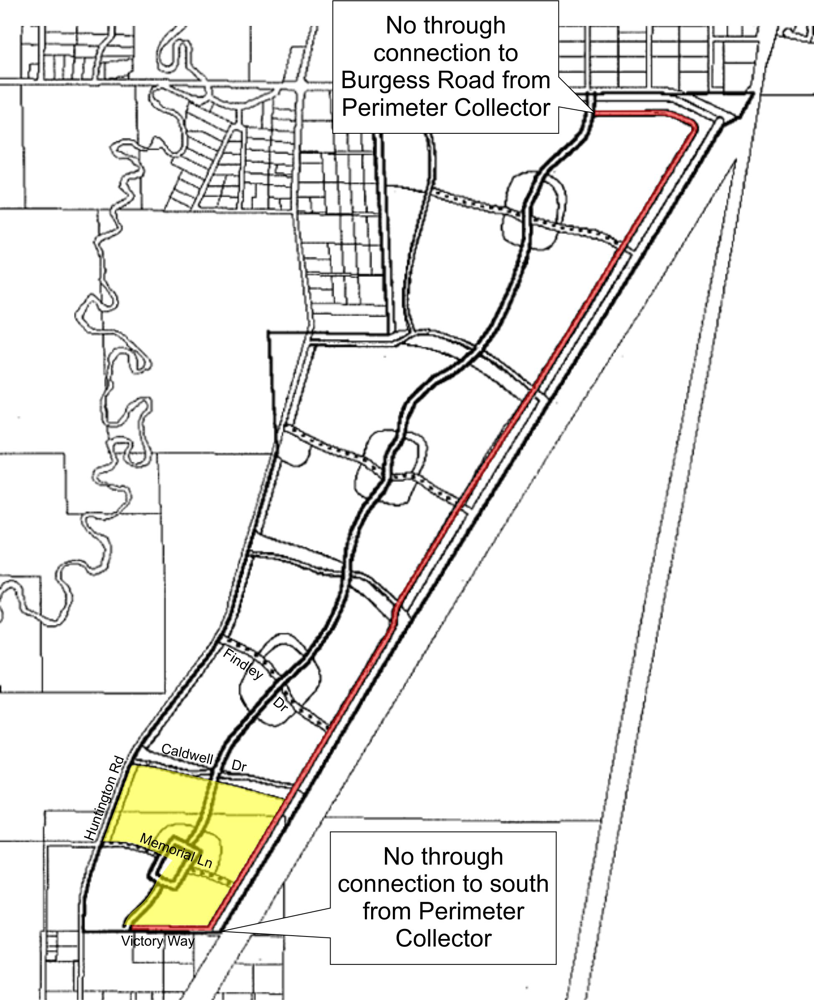 No through
connection to
Burgess Road from
Perimeter Collector
Findley
Dr
Caldwell Dr
Huntington Rd
Memorial Ln
No through
connection to south
from Perimeter
Collector
Victory Way